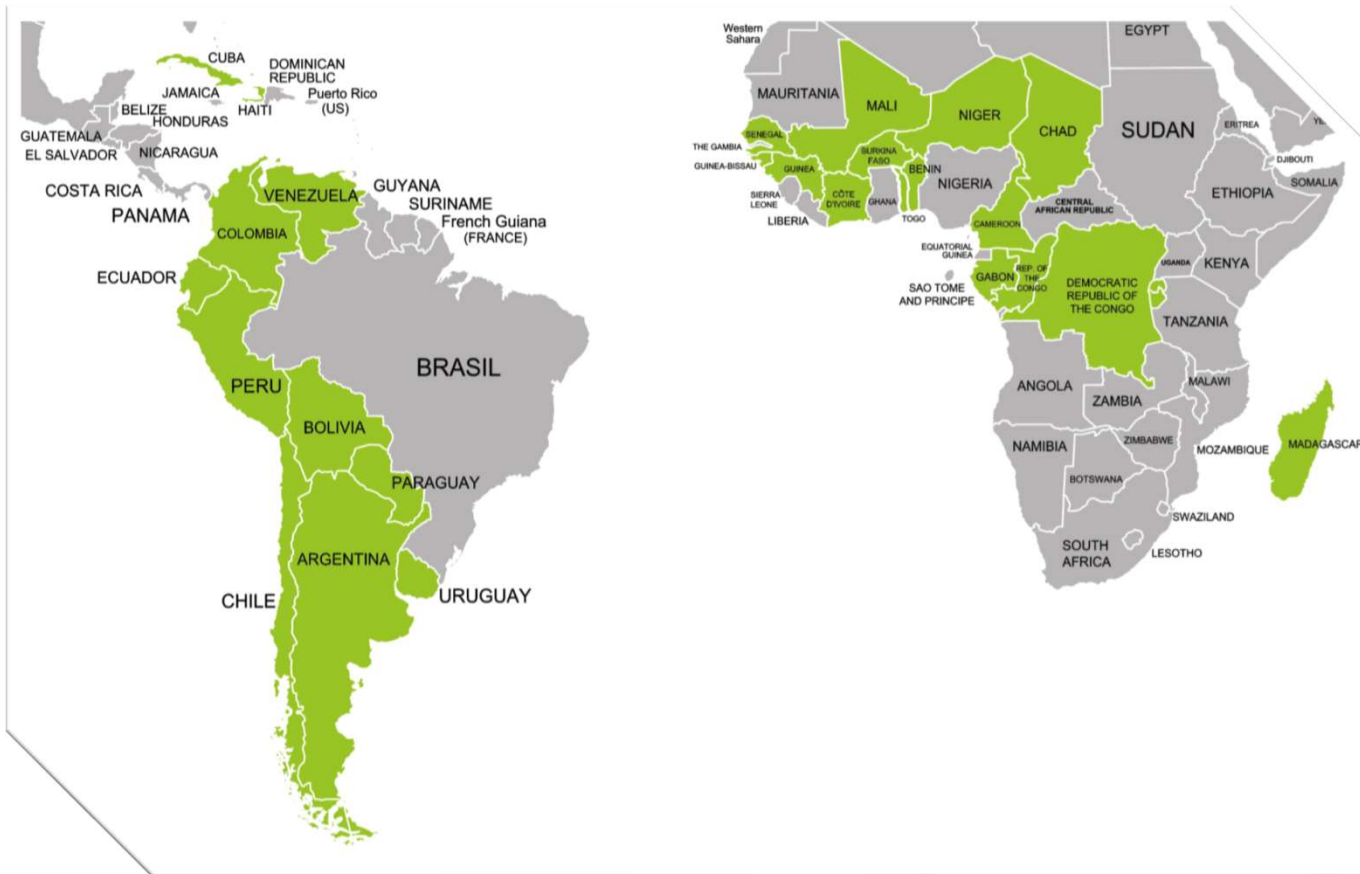 CUBA
DOMINICAN
REPUBLIC
JAMAICA
HAITI
Puerto Rico
(US)
BELIZE
HONDURAS
GUATEMALA
EL SALVADOR
NICARAGUA
COSTA RICA
PANAMA
VENEZUELA
GUYANA
SURINAME
French Guiana
(FRANCE)
COLOMBIA
ECUADOR
BRASIL
PERU
BOLIVIA
PARAGUAY
ARGENTINA
CHILE
URUGUAY
Western
Sahara
EGYPT
MAURITANIA
MALI
NIGER
CHAD
SUDAN
ERITREA
YE
SENEGAL
THE GAMBIA
GUINEA-BISSAU
GUINEA
BURKINA
FASO
BENIN
NIGERIA
DJIBOUTI
SOMALIA
ETHIOPIA
SIERRA
LEONE
LIBERIA
CÔTE
D'IVOIRE
GHANA
TOGO
CENTRAL
AFRICAN REPUBLIC
CAMEROON
EQUATORIAL
GUINEA
GABON
REP. OF
THE
CONGO
SAO TOME
AND PRINCIPE
DEMOCRATIC
REPUBLIC OF
THE CONGO
UGANDA
KENYA
TANZANIA
ANGOLA
ZAMBIA
MALAWI
NAMIBIA
ZIMBABWE
MOZAMBIQUE
MADAGASCAR
BOTSWANA
SWAZILAND
SOUTH
AFRICA
LESOTHO